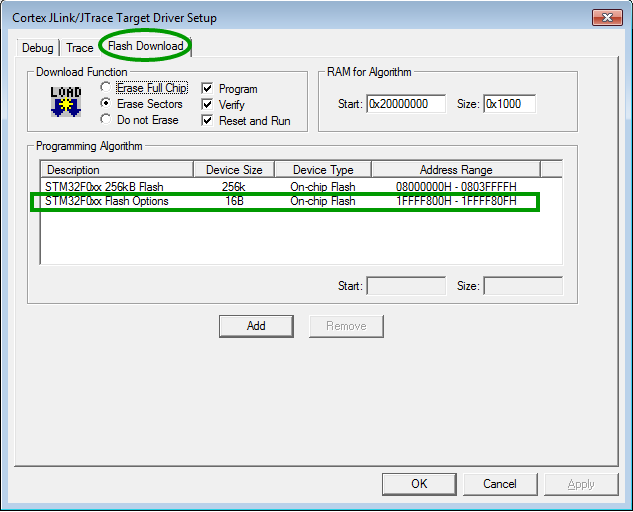 Cortex JLink/JTrace Target Driver Setup
Debug Trace Flash Download
Download Function RAM for Algorithm
LOAD Erase Full Chip Program
Erase Sectors Verify Start: 0x20000000 Size: 0x1000
Do not Erase Reset and Run
Programming Algorithm
Description Device Size Device Type Address Range
STM32F0xx 256kB Flash 256k On-chip Flash 08000000H - 0803FFFFH
STM32F0xx Flash Options 16B On-chip Flash 1FFFF800H - 1FFFF80FH
Start: Size:
Add Remove
OK Cancel Apply